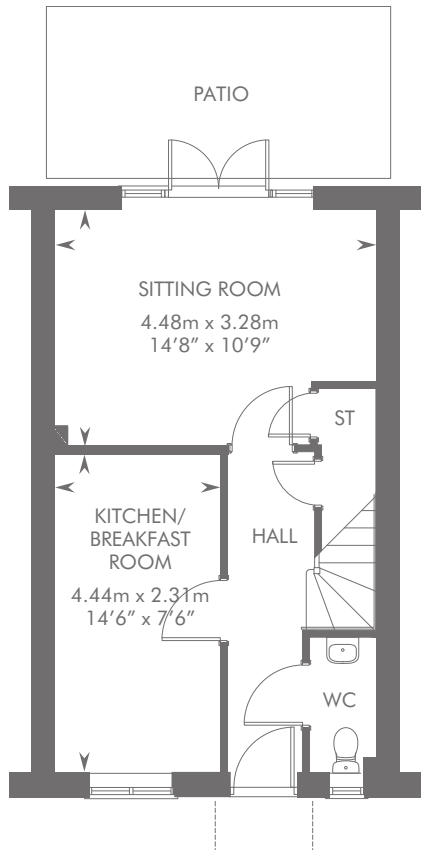 PATIO
SITTING ROOM
4.48m x 3.28m
14’8” x 10’9”
ST
KITCHEN/
BREAKFAST
ROOM
4.44m x 2.31m
14’6” x 7’6”
HALL
WC